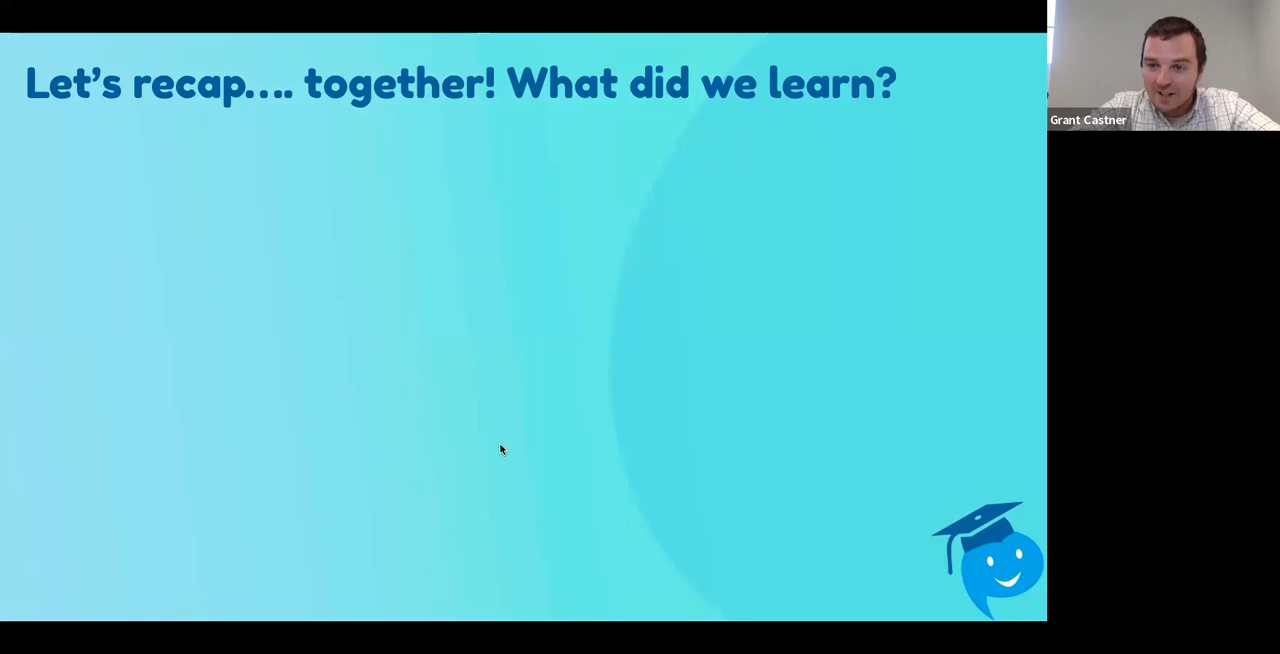 Let's recap.... together! What did we learn?
Grant Castner